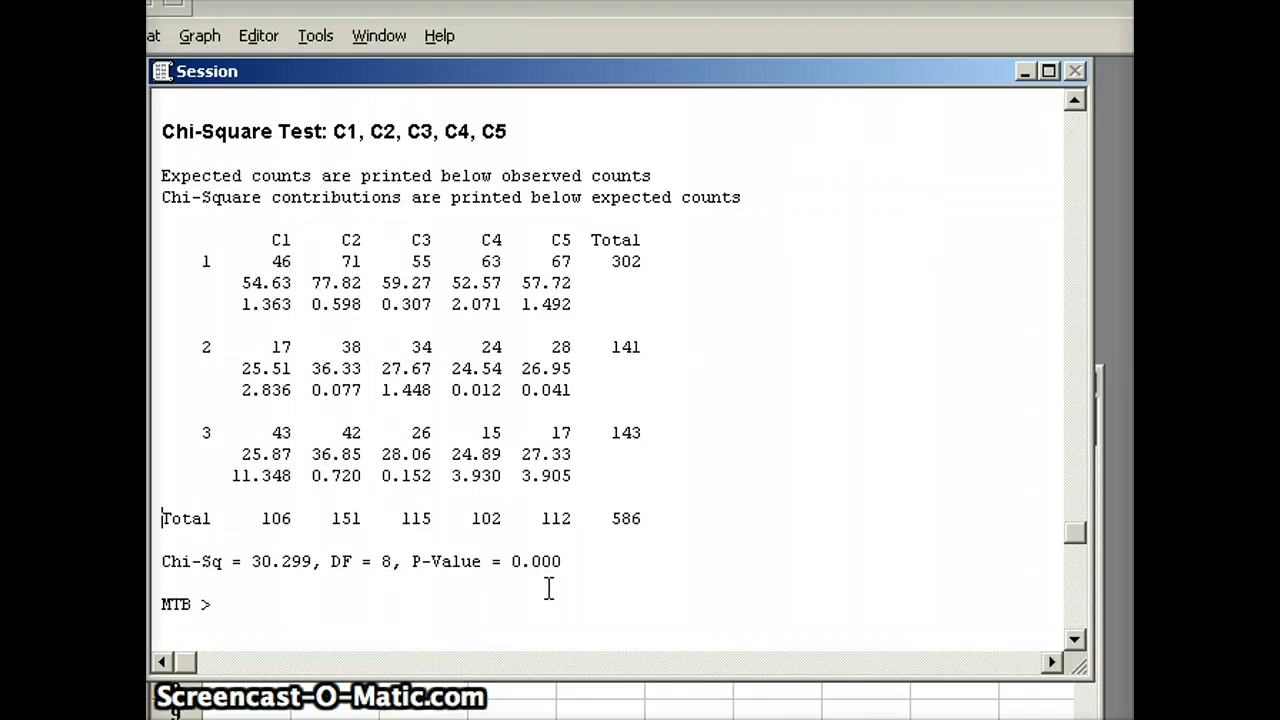 at Graph Editor Tools Window Help
Session
Chi-Square Test: C1, C2, C3, C4, C5
Expected counts are printed below observed counts
Chi-Square contributions are printed below expected counts
C1 C2 C3 C4 C5 Total
1 46 71 55 63 67 302
54.63 77.82 59.27 52.57 57.72
1.363 0.598 0.307 2.071 1.492
2 17 38 34 24 28 141
25.51 36.33 27.67 24.54 26.95
2.836 0.077 1.448 0.012 0.041
3 43 42 26 15 17 143
25.87 36.85 28.06 24.89 27.33
11.348 0.720 0.152 3.930 3.905
Total 106 151 115 102 112 586
Chi-Sq = 30.299, DF = 8, P-Value = 0.000
MTB >
Screencast-O-Matic.com
9